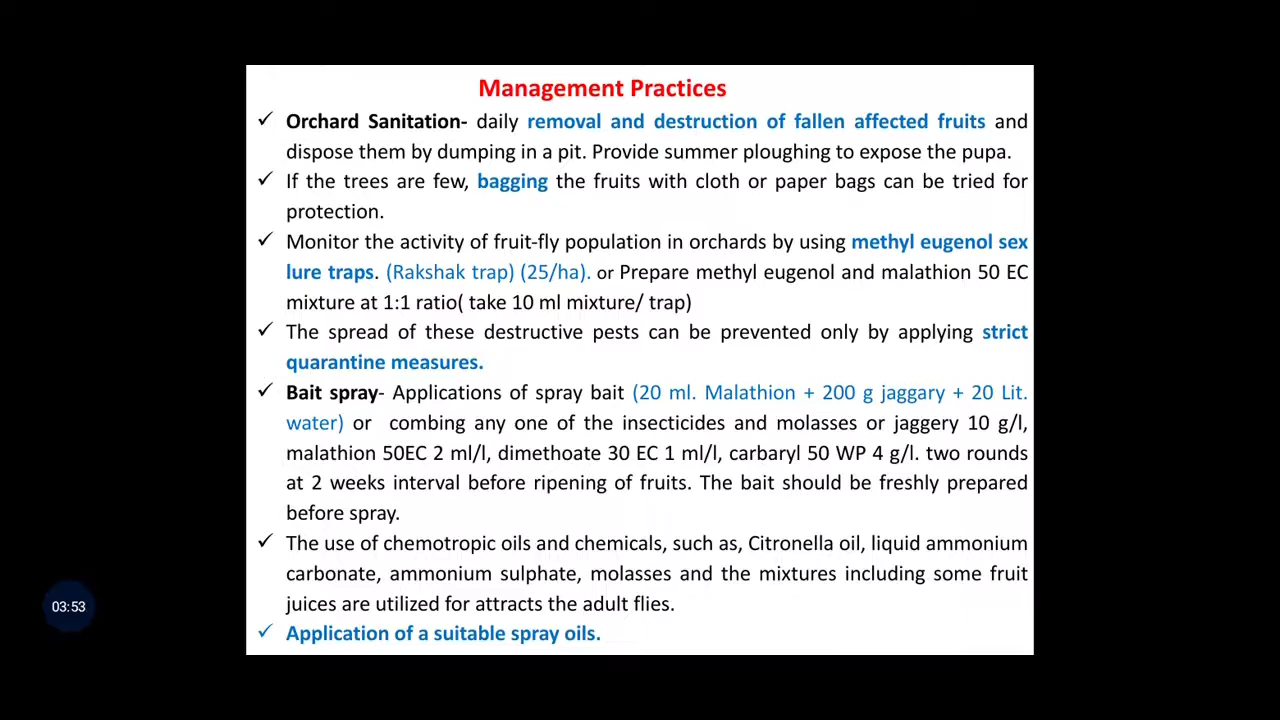 Management Practices
✓ Orchard Sanitation- daily removal and destruction of fallen affected fruits and
dispose them by dumping in a pit. Provide summer ploughing to expose the pupa.
✓ If the trees are few, bagging the fruits with cloth or paper bags can be tried for
protection.
✓ Monitor the activity of fruit-fly population in orchards by using methyl eugenol sex
lure traps. (Rakshak trap) (25/ha). or Prepare methyl eugenol and malathion 50 EC
mixture at 1:1 ratio( take 10 ml mixture/ trap)
✓ The spread of these destructive pests can be prevented only by applying strict
quarantine measures.
✓ Bait spray- Applications of spray bait (20 ml. Malathion + 200 g jaggary + 20 Lit.
water) or combing any one of the insecticides and molasses or jaggery 10 g/l,
malathion 50EC 2 ml/l, dimethoate 30 EC 1 ml/l, carbaryl 50 WP 4 g/l. two rounds
at 2 weeks interval before ripening of fruits. The bait should be freshly prepared
before spray.
✓ The use of chemotropic oils and chemicals, such as, Citronella oil, liquid ammonium
carbonate, ammonium sulphate, molasses and the mixtures including some fruit
juices are utilized for attracts the adult flies.
✓ Application of a suitable spray oils.
03:53